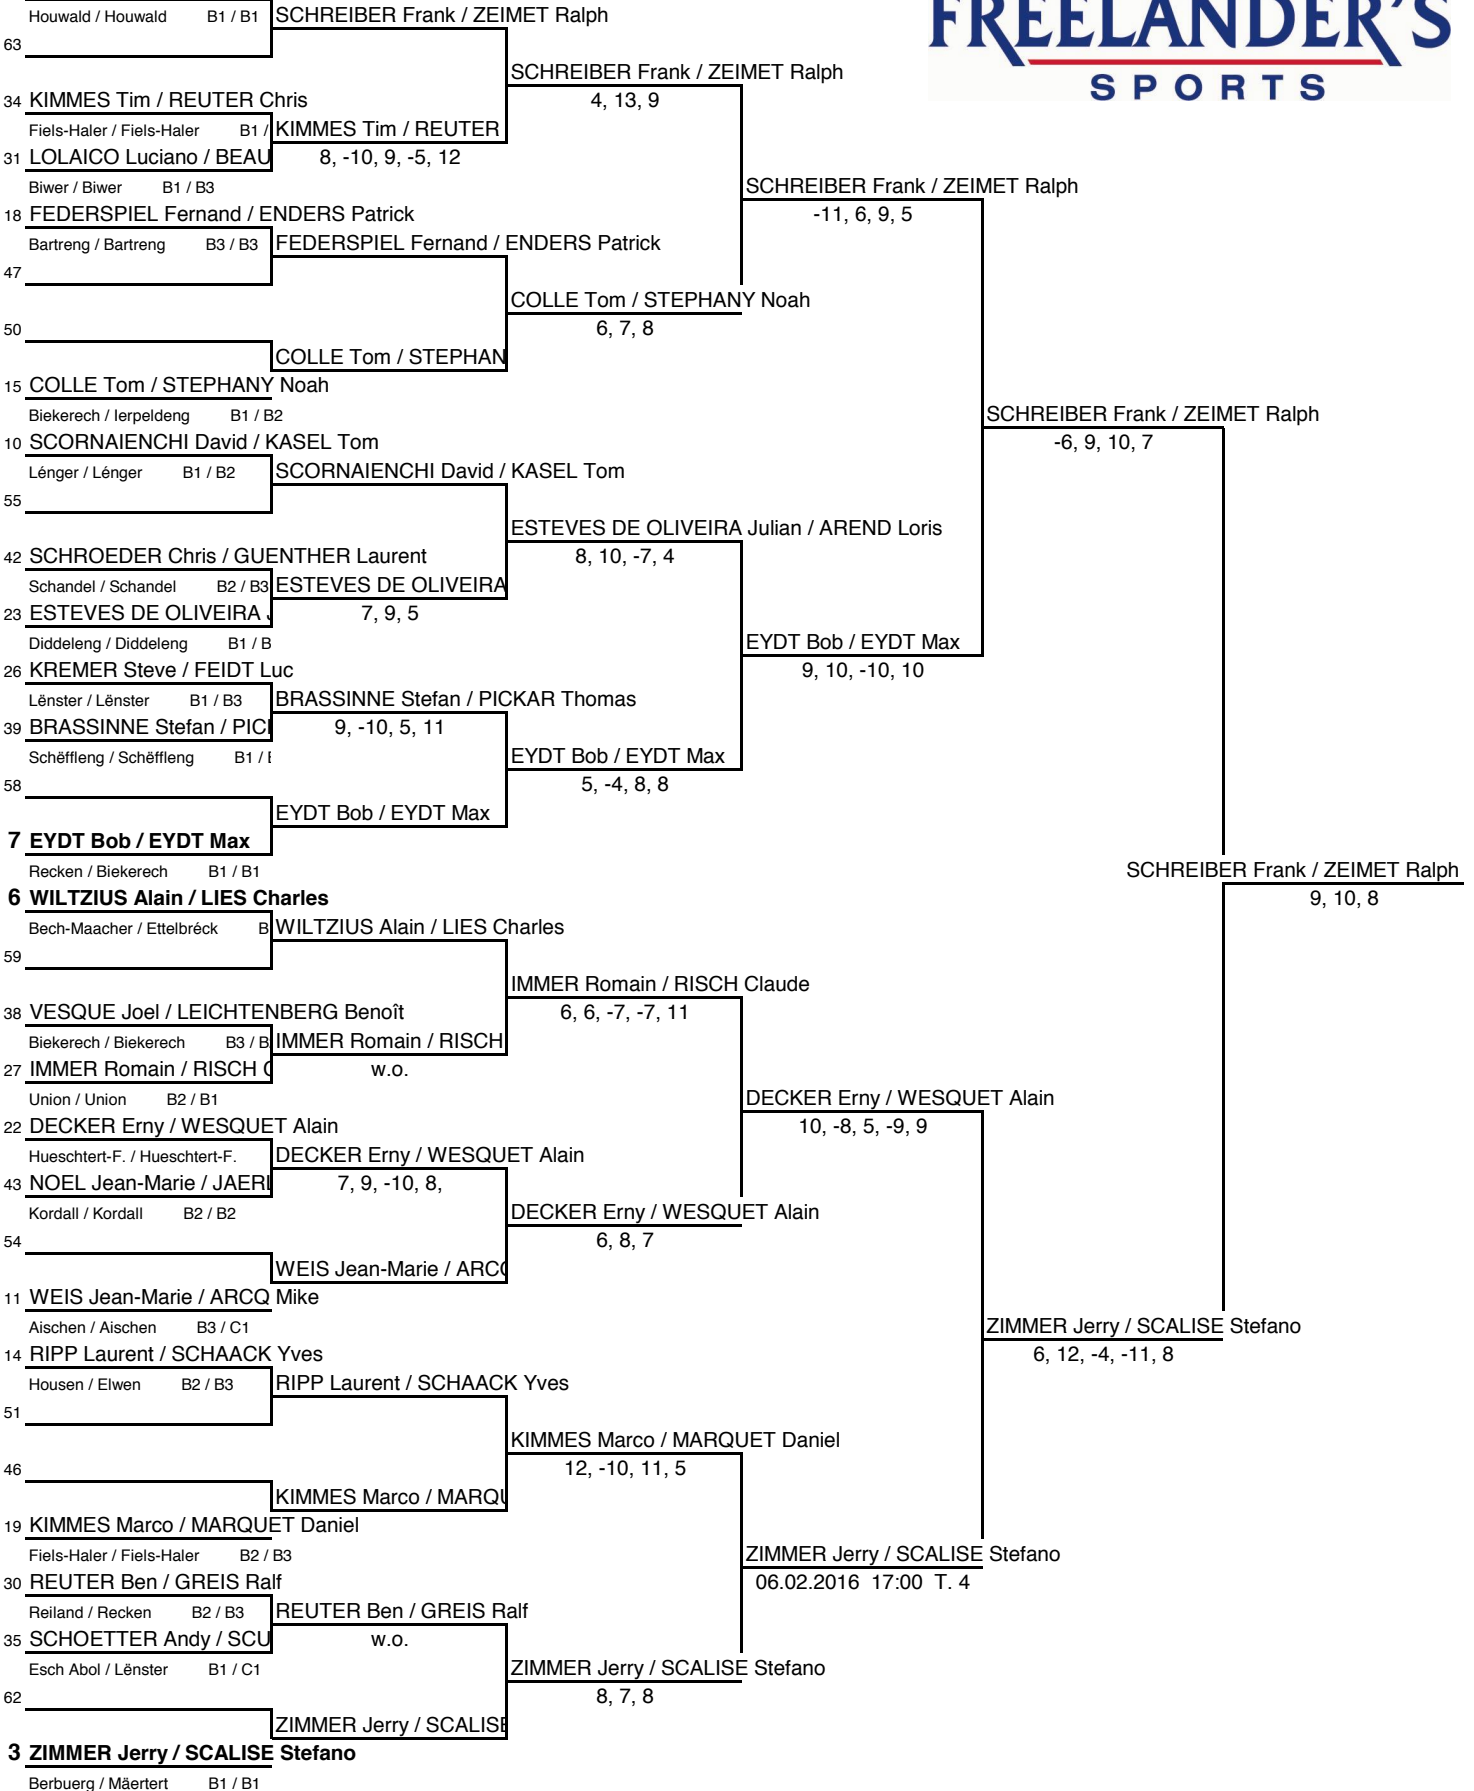 FREELANDER'S
SPORTS
Houwald / Houwald B1 / B1
SCHREIBER Frank / ZEIMET Ralph
63
SCHREIBER Frank / ZEIMET Ralph
4, 13, 9
34 KIMMES Tim / REUTER Chris
Fiels-Haler / Fiels-Haler B1 /
KIMMES Tim / REUTER
8, -10, 9, -5, 12
31 LOLAICO Luciano / BEAU
Biwer / Biwer B1 / B3
SCHREIBER Frank / ZEIMET Ralph
-11, 6, 9, 5
18 FEDERSPIEL Fernand / ENDERS Patrick
Bartreng / Bartreng B3 / B3
FEDERSPIEL Fernand / ENDERS Patrick
47
COLLE Tom / STEPHANY Noah
6, 7, 8
50
COLLE Tom / STEPHAN
15 COLLE Tom / STEPHANY Noah
Biekerech / Ierpeldeng B1 / B2
SCHREIBER Frank / ZEIMET Ralph
-6, 9, 10, 7
10 SCORNAIENCHI David / KASEL Tom
Lénger / Lénger B1 / B2
SCORNAIENCHI David / KASEL Tom
55
ESTEVES DE OLIVEIRA Julian / AREND Loris
8, 10, -7, 4
42 SCHROEDER Chris / GUENTHER Laurent
Schandel / Schandel B2 / B3
ESTEVES DE OLIVEIRA
7, 9, 5
23 ESTEVES DE OLIVEIRA
Diddeleng / Diddeleng B1 / B
EYDT Bob / EYDT Max
9, 10, -10, 10
26 KREMER Steve / FEIDT Luc
Lënster / Lënster B1 / B3
BRASSINNE Stefan / PICKAR Thomas
9, -10, 5, 11
39 BRASSINNE Stefan / PIC
Schëffleng / Schëffleng B1 /
EYDT Bob / EYDT Max
5, -4, 8, 8
58
EYDT Bob / EYDT Max
7 EYDT Bob / EYDT Max
Recken / Biekerech B1 / B1
SCHREIBER Frank / ZEIMET Ralph
9, 10, 8
6 WILTZIUS Alain / LIES Charles
Bech-Maacher / Ettelbréck B
WILTZIUS Alain / LIES Charles
59
IMMER Romain / RISCH Claude
6, 6, -7, -7, 11
38 VESQUE Joel / LEICHTENBERG Benoît
Biekerech / Biekerech B3 / B
IMMER Romain / RISCH
w.o.
27 IMMER Romain / RISCH
Union / Union B2 / B1
DECKER Erny / WESQUET Alain
10, -8, 5, -9, 9
22 DECKER Erny / WESQUET Alain
Hueschtert-F. / Hueschtert-F.
DECKER Erny / WESQUET Alain
7, 9, -10, 8,
43 NOEL Jean-Marie / JAER
Kordall / Kordall B2 / B2
DECKER Erny / WESQUET Alain
6, 8, 7
54
WEIS Jean-Marie / ARC
11 WEIS Jean-Marie / ARCQ Mike
Aischen / Aischen B3 / C1
ZIMMER Jerry / SCALISE Stefano
6, 12, -4, -11, 8
14 RIPP Laurent / SCHAACK Yves
Housen / Elwen B2 / B3
RIPP Laurent / SCHAACK Yves
51
KIMMES Marco / MARQUET Daniel
12, -10, 11, 5
46
KIMMES Marco / MARQU
19 KIMMES Marco / MARQUET Daniel
Fiels-Haler / Fiels-Haler B2 / B3
ZIMMER Jerry / SCALISE Stefano
06.02.2016 17:00 T. 4
30 REUTER Ben / GREIS Ralf
Reiland / Recken B2 / B3
REUTER Ben / GREIS Ralf
w.o.
35 SCHOETTER Andy / SCU
Esch Abol / Lënster B1 / C1
ZIMMER Jerry / SCALISE Stefano
8, 7, 8
62
ZIMMER Jerry / SCALISE
3 ZIMMER Jerry / SCALISE Stefano
Berbuerg / Mäertert B1 / B1